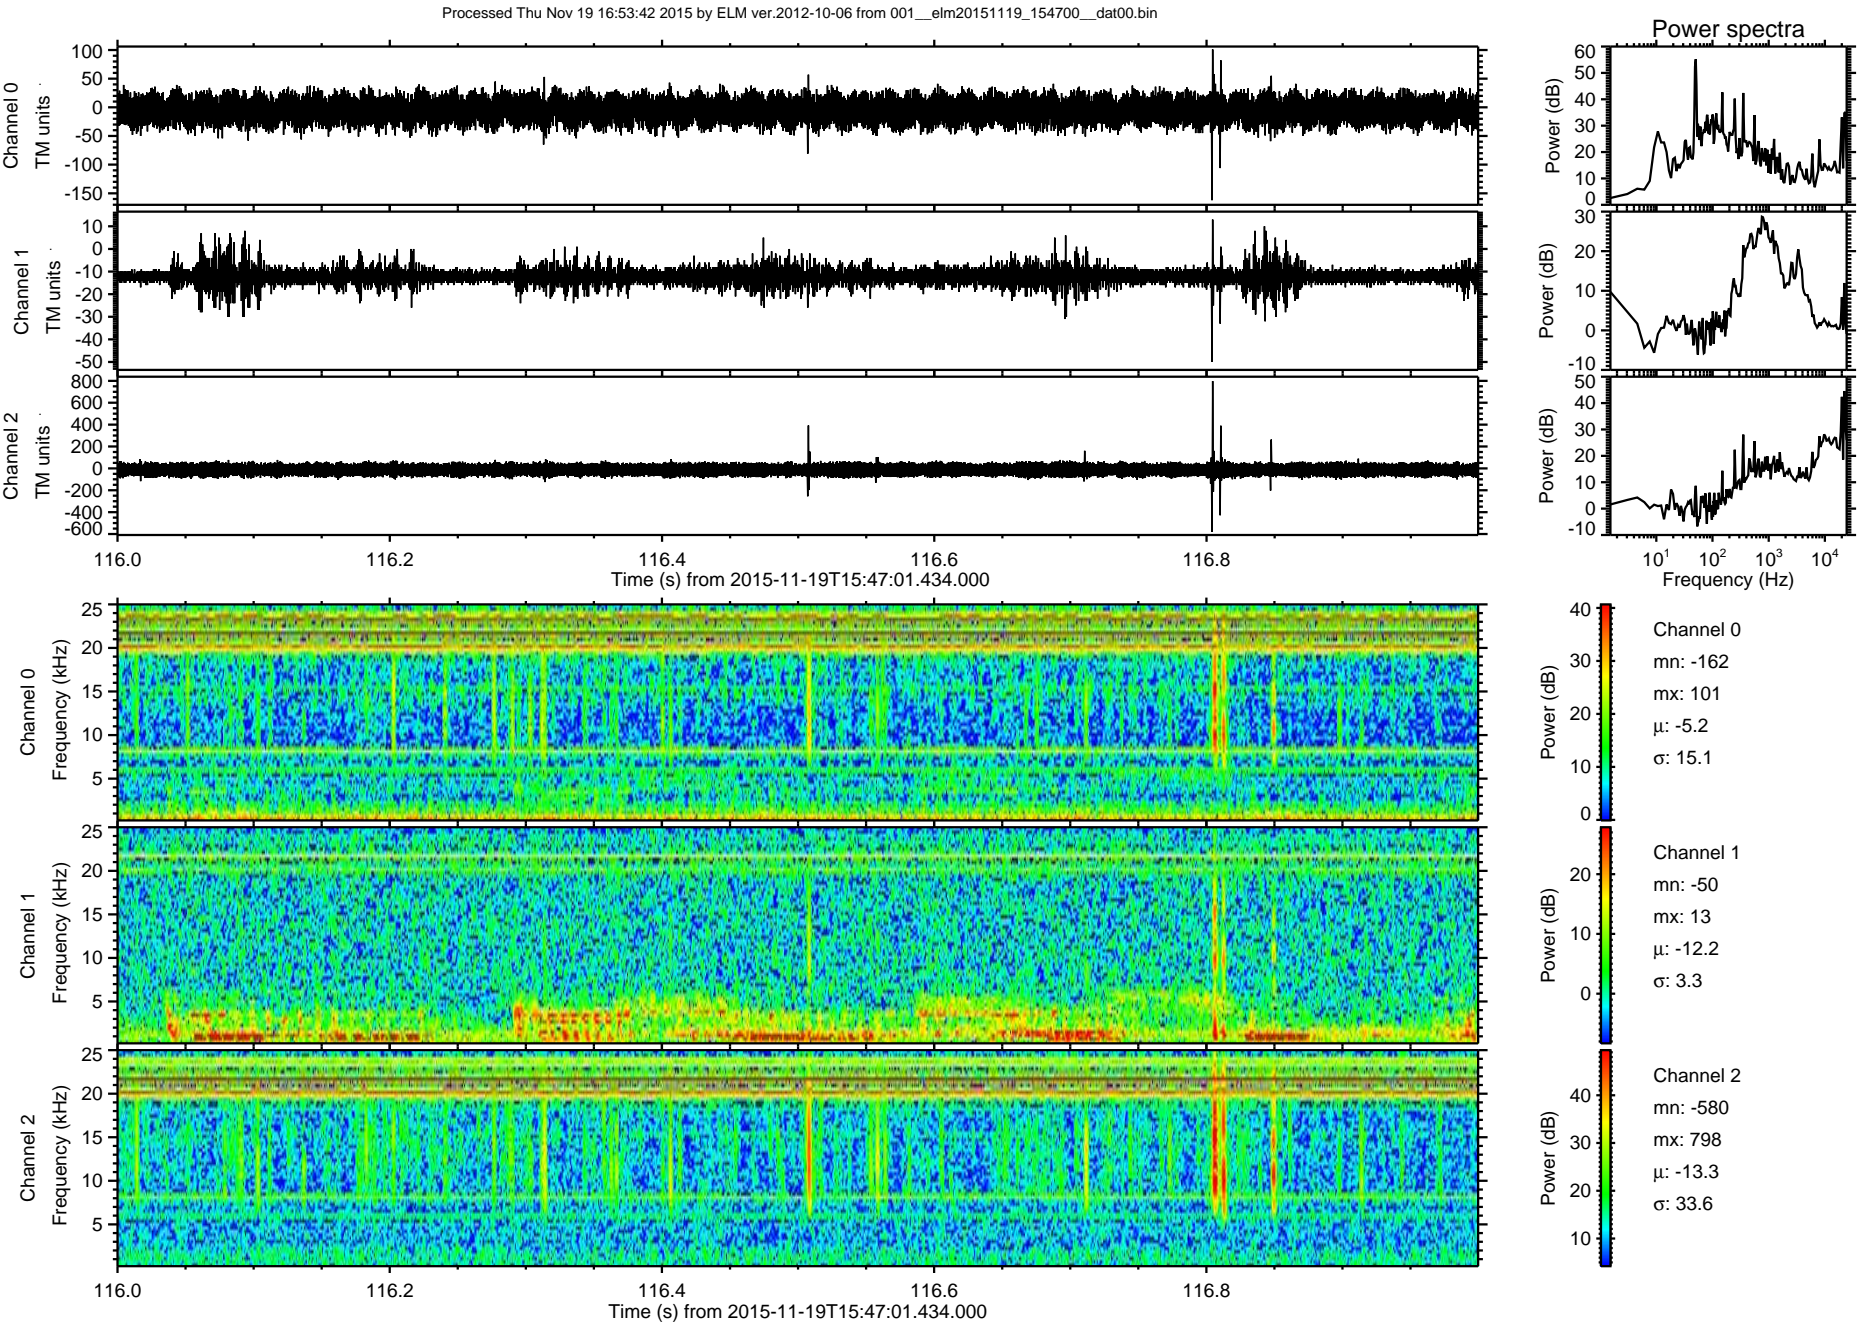 Processed Thu Nov 19 16:53:42 2015 by ELM ver.2012-10-06 from 001__elm20151119_154700__dat00.bin
Power spectra
Channel 0
TM units
100
50
0
-50
-100
-150
Power (dB)
60
50
40
30
20
10
0
Channel 1
TM units
10
0
-10
-20
-30
-40
-50
Power (dB)
30
20
10
0
-10
Channel 2
TM units
800
600
400
200
0
-200
-400
-600
Power (dB)
50
40
30
20
10
0
-10
116.0 116.2 116.4 116.6 116.8
Time (s) from 2015-11-19T15:47:01.434.000
10¹ 10² 10³ 10⁴
Frequency (Hz)
Channel 0
Frequency (kHz)
25
20
15
10
5
Power (dB)
40
30
20
10
0
Channel 0
mn: -162
mx: 101
μ: -5.2
σ: 15.1
Channel 1
Frequency (kHz)
25
20
15
10
5
Power (dB)
20
10
0
Channel 1
mn: -50
mx: 13
μ: -12.2
σ: 3.3
Channel 2
Frequency (kHz)
25
20
15
10
5
Power (dB)
40
30
20
10
Channel 2
mn: -580
mx: 798
μ: -13.3
σ: 33.6
116.0 116.2 116.4 116.6 116.8
Time (s) from 2015-11-19T15:47:01.434.000